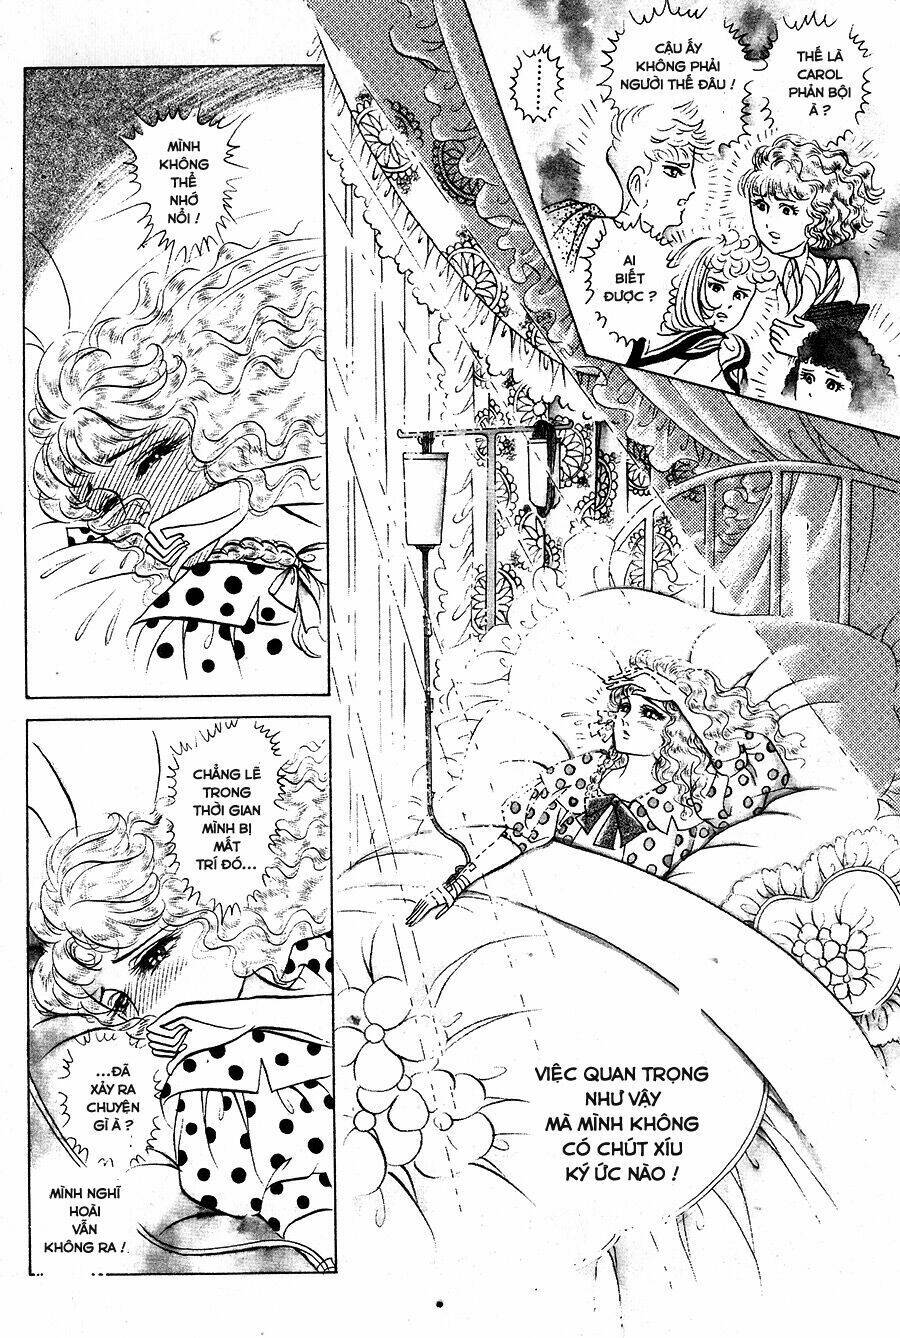 THẾ LÀ
CAROL
PHẢN BỘI
À ?
CẬU ẤY
KHÔNG PHẢI
NGƯỜI THẾ ĐÂU !
..........
AI
BIẾT
ĐƯỢC ?
VIỆC QUAN TRỌNG
NHƯ VẬY
MÀ MÌNH KHÔNG
CÓ CHÚT XÍU
KÝ ỨC NÀO !
MÌNH
KHÔNG
THỂ
NHỚ
NỔI !
CHẲNG LẼ
TRONG
THỜI GIAN
MÌNH BỊ
MẤT
TRÍ ĐÓ...
...ĐÃ
XẢY RA
CHUYỆN
GÌ À ?
MÌNH NGHĨ
HOÀI
VẪN
KHÔNG RA !